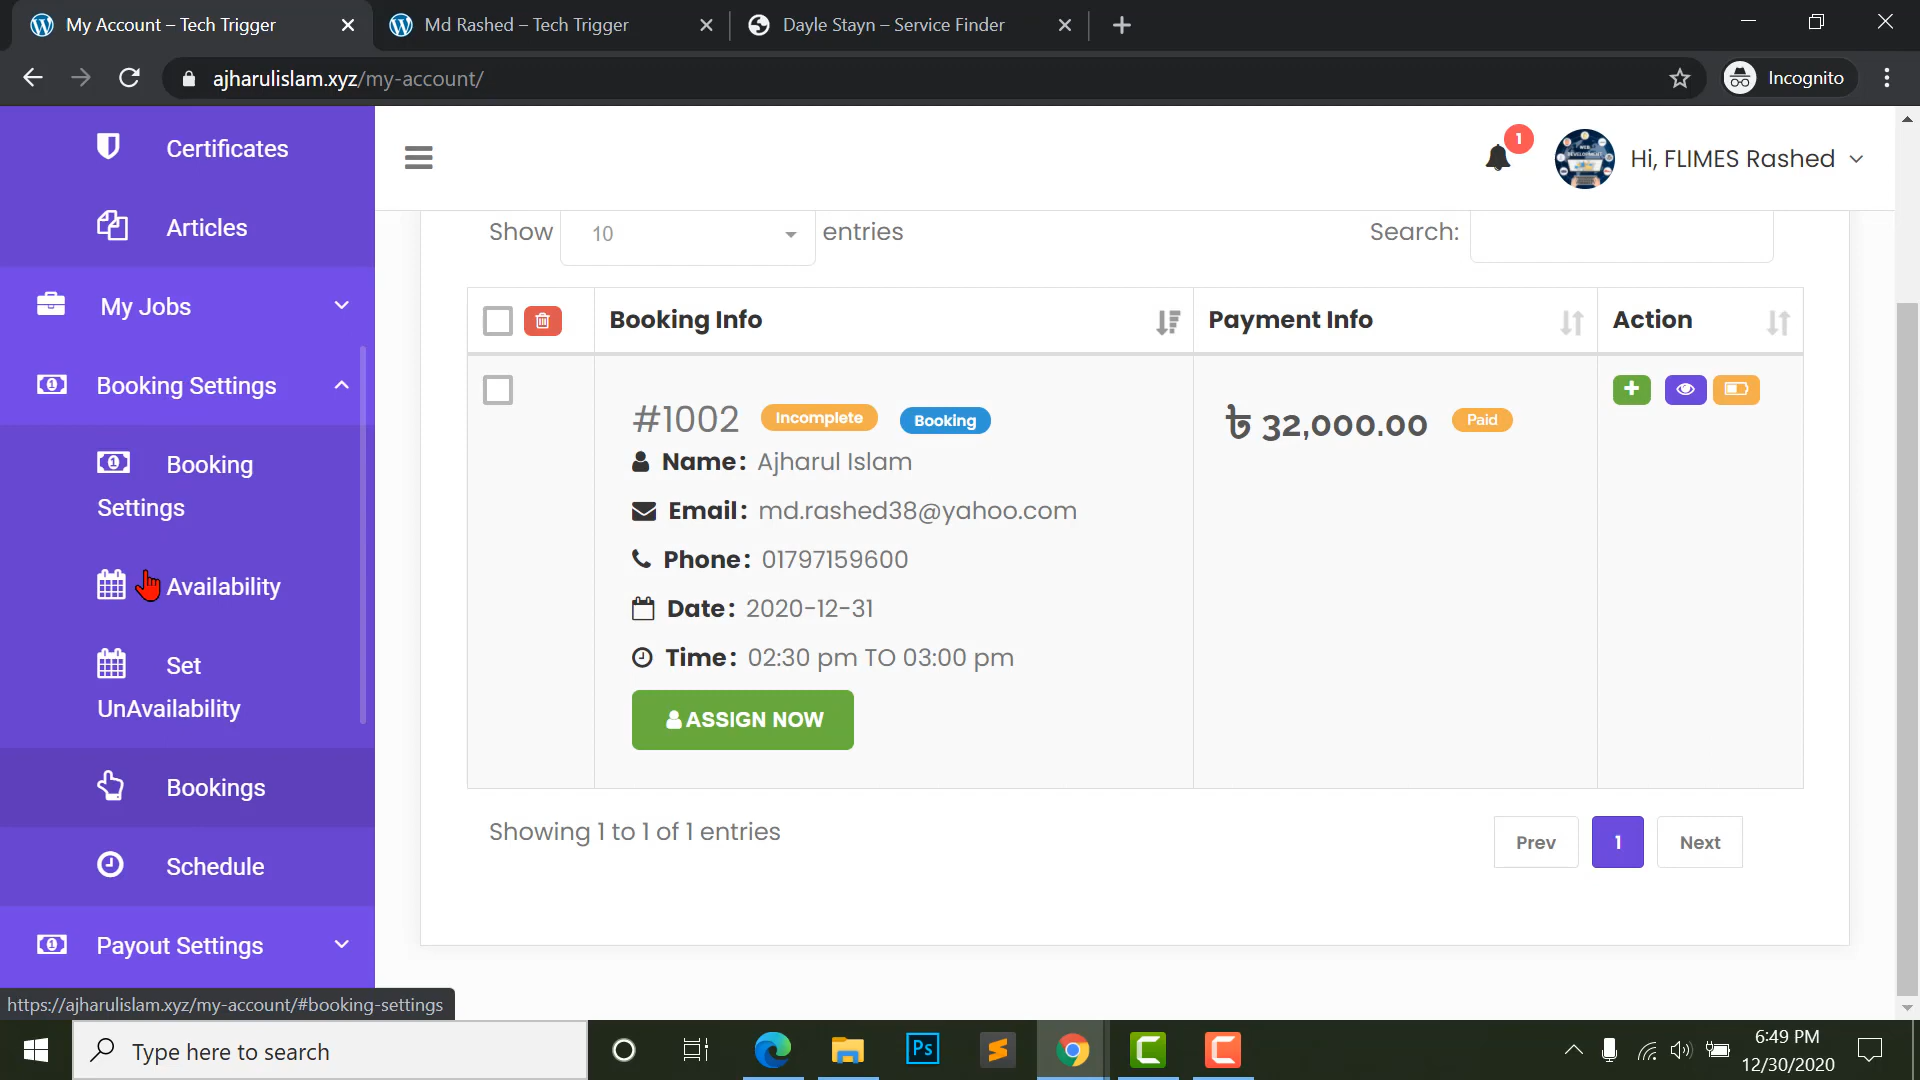 My Account – Tech Trigger
Md Rashed – Tech Trigger
Dayle Stayn – Service Finder
ajharulislam.xyz/my-account/
Incognito
Certificates
Articles
My Jobs
Booking Settings
Booking
Settings
Availability
Set
UnAvailability
Bookings
Schedule
Payout Settings
https://ajharulislam.xyz/my-account/#booking-settings
1
Hi, FLIMES Rashed
Show 10 entries
Search:
Booking Info
Payment Info
Action
#1002 Incomplete Booking
৳ 32,000.00 Paid
Name: Ajharul Islam
Email: md.rashed38@yahoo.com
Phone: 01797159600
Date: 2020-12-31
Time: 02:30 pm TO 03:00 pm
ASSIGN NOW
Showing 1 to 1 of 1 entries
Prev
1
Next
Type here to search
Ps
6:49 PM
12/30/2020